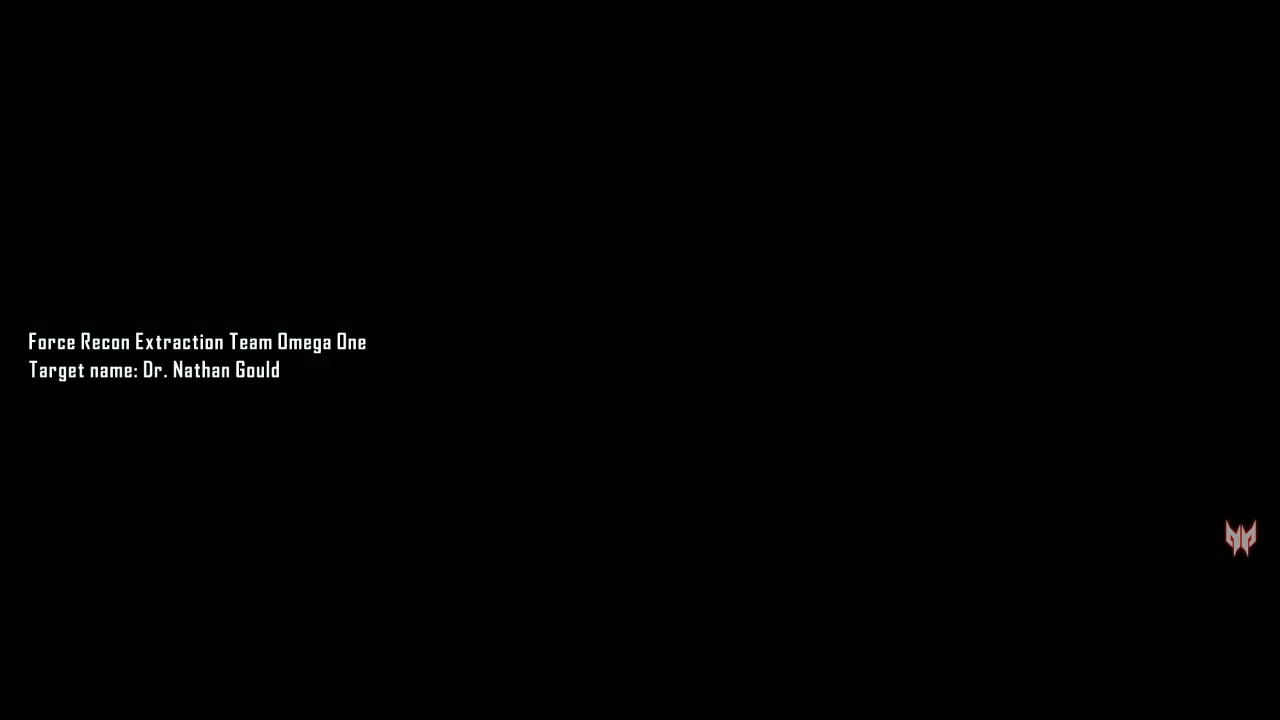 Force Recon Extraction Team Omega One
Target name: Dr. Nathan Gould